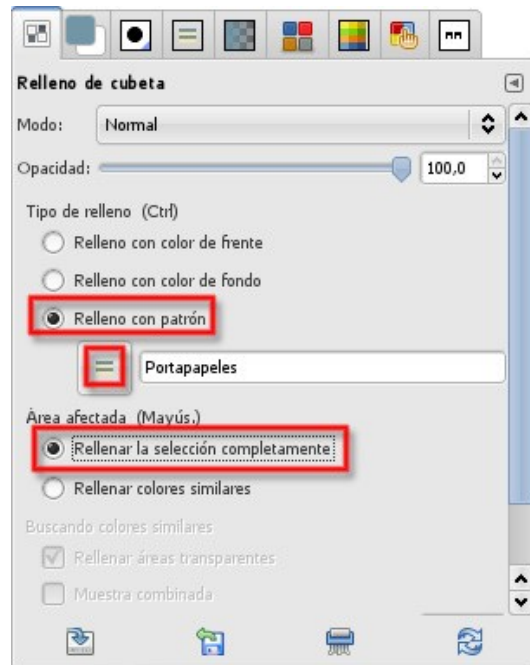 Relleno de cubeta
Modo: Normal
Opacidad: 100,0
Tipo de relleno (Ctrl)
Relleno con color de frente
Relleno con color de fondo
Relleno con patrón
Portapapeles
Área afectada (Mayús.)
Rellenar la selección completamente
Rellenar colores similares
Buscando colores similares
Rellenar áreas transparentes
Muestra combinada